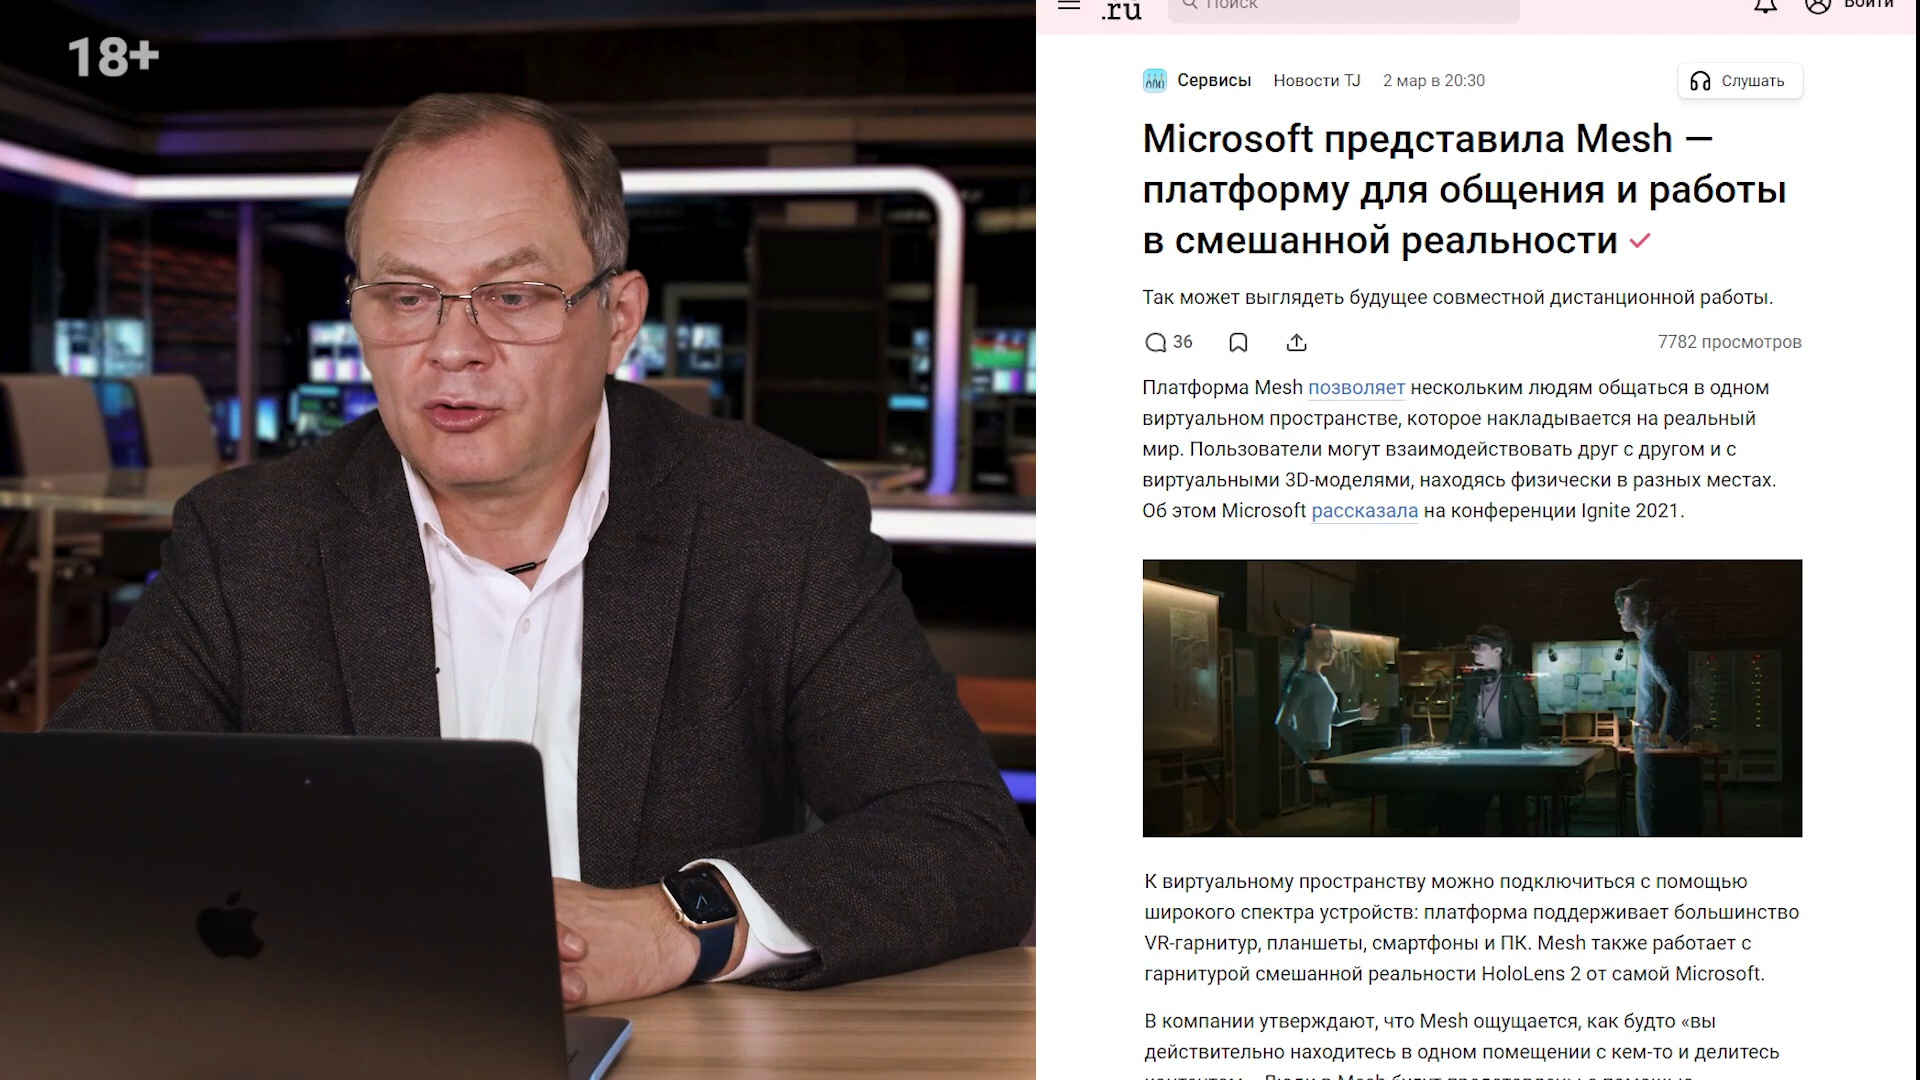 18+
.ru
Поиск
Войти
Сервисы Новости TJ 2 мар в 20:30
Слушать
Microsoft представила Mesh —
платформу для общения и работы
в смешанной реальности
Так может выглядеть будущее совместной дистанционной работы.
36
7782 просмотров
Платформа Mesh позволяет нескольким людям общаться в одном
виртуальном пространстве, которое накладывается на реальный
мир. Пользователи могут взаимодействовать друг с другом и с
виртуальными 3D-моделями, находясь физически в разных местах.
Об этом Microsoft рассказала на конференции Ignite 2021.
К виртуальному пространству можно подключиться с помощью
широкого спектра устройств: платформа поддерживает большинство
VR-гарнитур, планшеты, смартфоны и ПК. Mesh также работает с
гарнитурой смешанной реальности HoloLens 2 от самой Microsoft.
В компании утверждают, что Mesh ощущается, как будто «вы
действительно находитесь в одном помещении с кем-то и делитесь